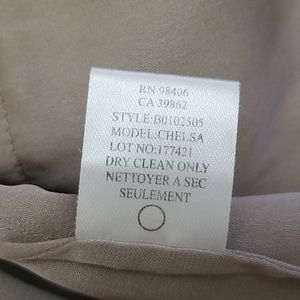 RN 98406
CA 39862
STYLE:B0102505
MODEL:CHELSA
LOT NO:177421
DRY CLEAN ONLY
NETTOYER A SEC
SEULEMENT